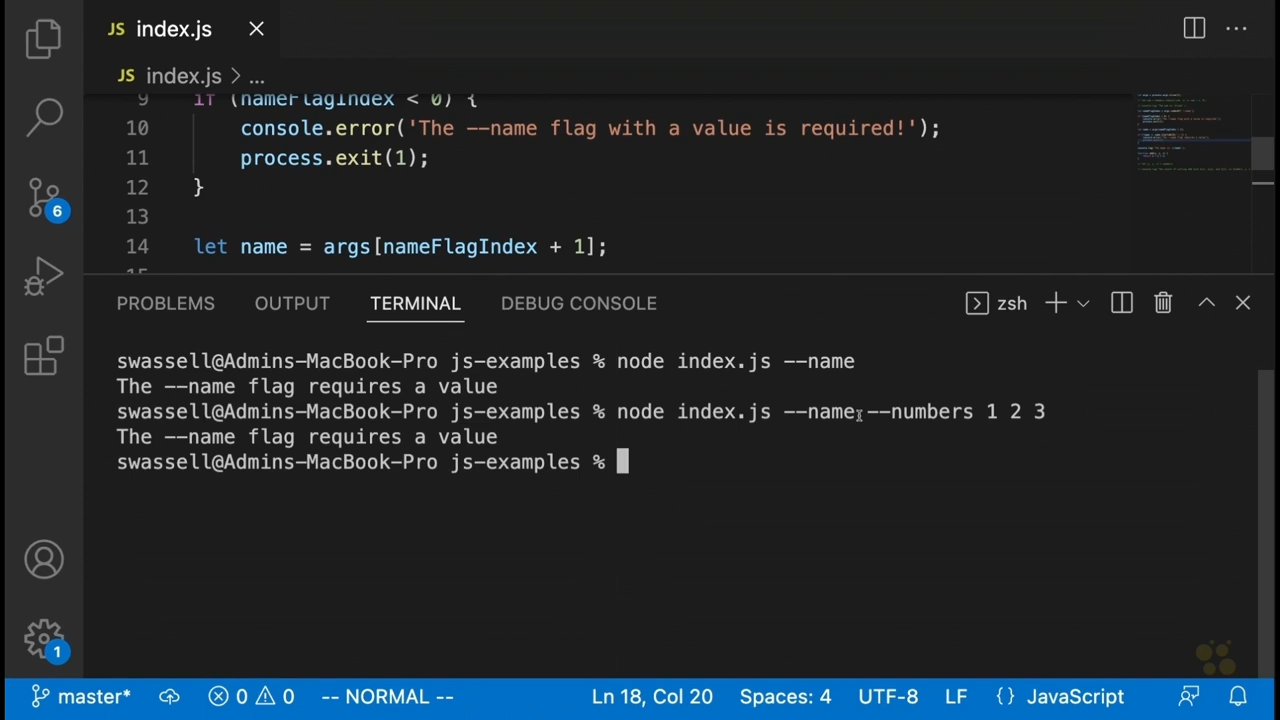 JS index.js
JS index.js > ...
9 if (nameFlagIndex < 0) {
10 console.error('The --name flag with a value is required!');
11 process.exit(1);
12 }
13
14 let name = args[nameFlagIndex + 1];
15
PROBLEMS OUTPUT TERMINAL DEBUG CONSOLE zsh
swassell@Admins-MacBook-Pro js-examples % node index.js --name
The --name flag requires a value
swassell@Admins-MacBook-Pro js-examples % node index.js --name --numbers 1 2 3
The --name flag requires a value
swassell@Admins-MacBook-Pro js-examples %
6
1
master* 0 0 -- NORMAL -- Ln 18, Col 20 Spaces: 4 UTF-8 LF {} JavaScript